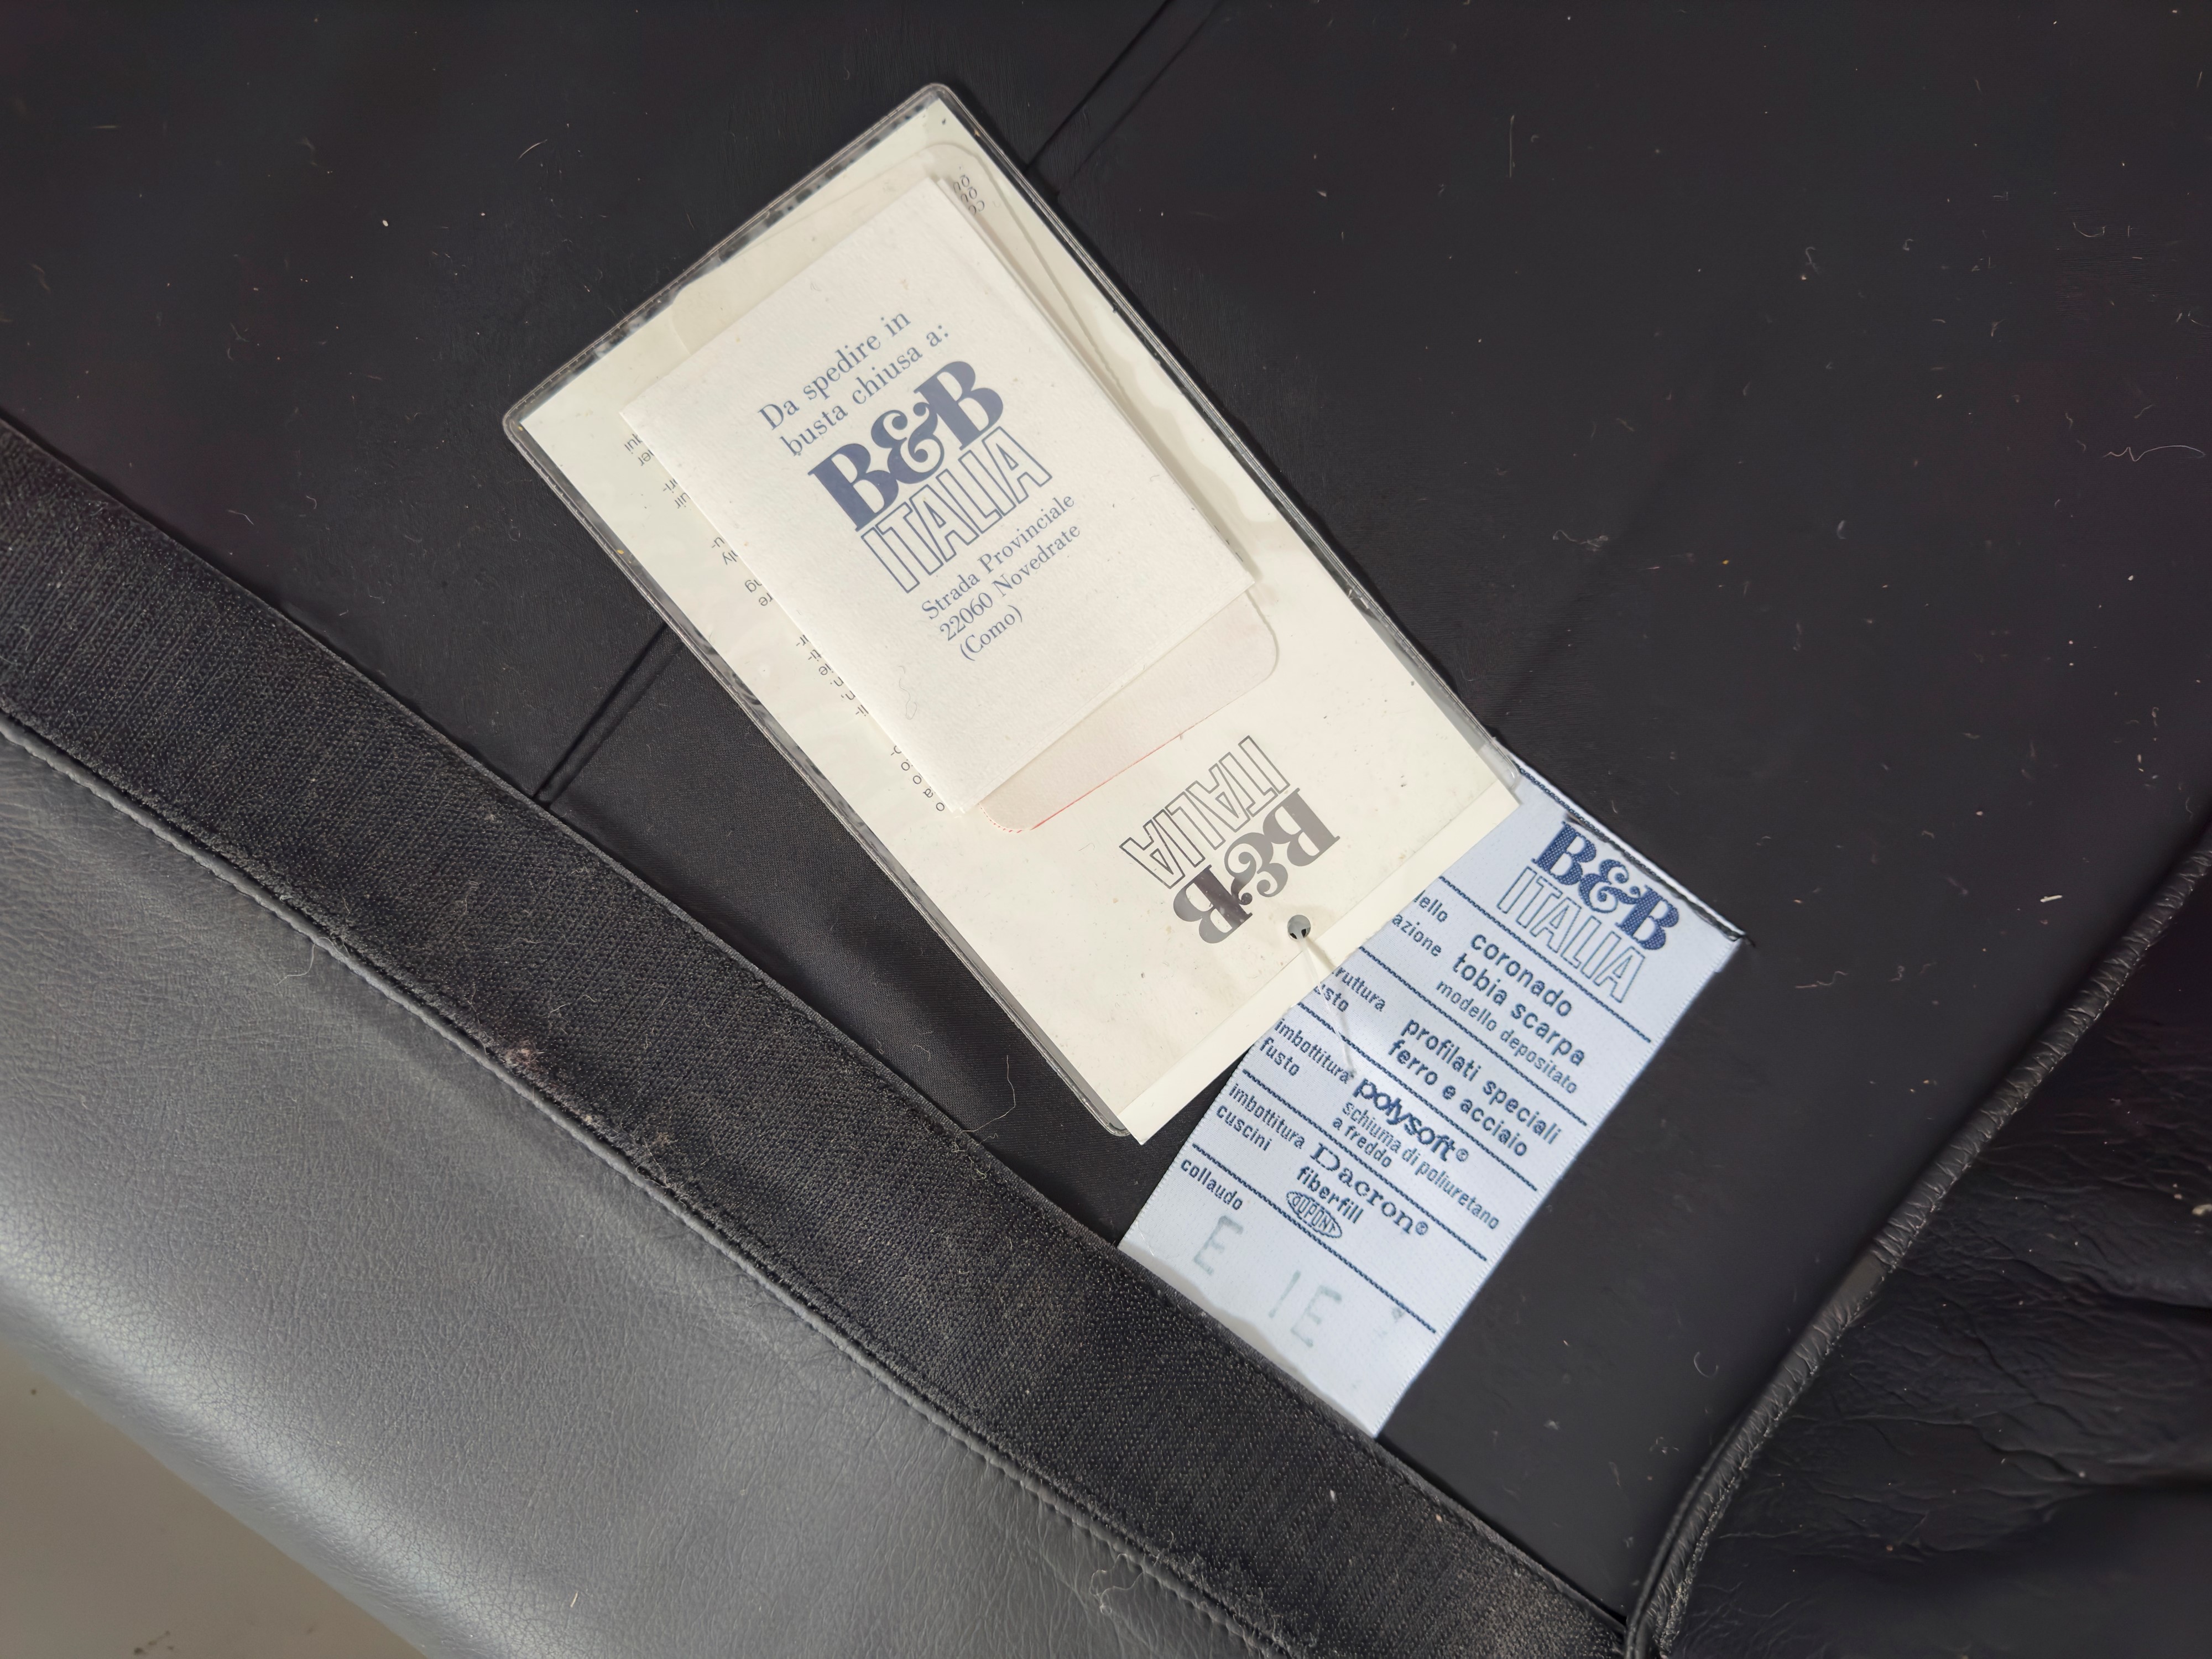 Da spedire in
busta chiusa a:
B&B
ITALIA
Strada Provinciale
22060 Novedrate
(Como)
B&B
ITALIA
B&B
ITALIA
coronado
tobia scarpa
modello depositato
profilati speciali
ferro e acciaio
imbottitura
fusto
polysoft©
schiuma di poliuretano
a freddo
imbottitura
cuscini
Dacron©
fiberfill
DUPONT
collaudo
E IE